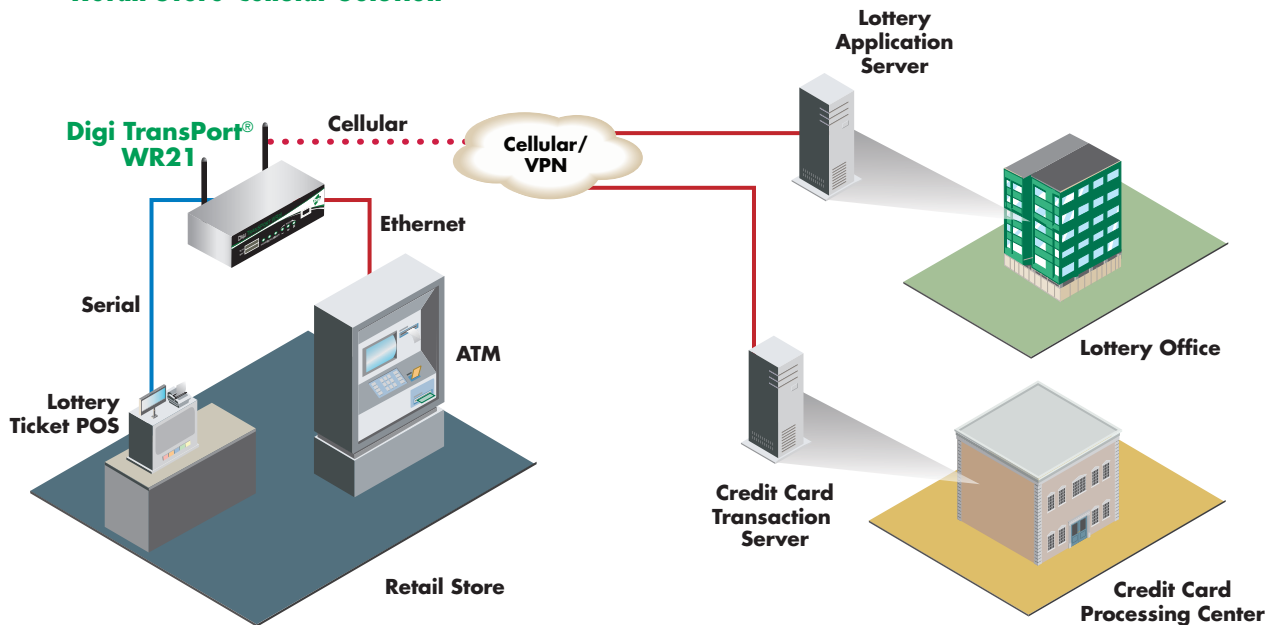 Lottery
Application
Server
Digi TransPort®
WR21
Cellular
Cellular/
VPN
Ethernet
Serial
ATM
Lottery
Ticket POS
Lottery Office
Credit Card
Transaction
Server
Retail Store
Credit Card
Processing Center